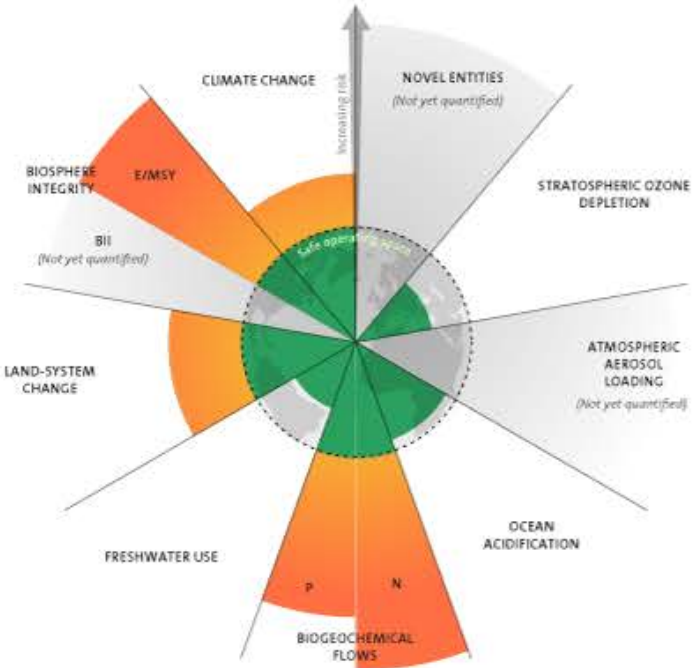 CLIMATE CHANGE
NOVEL ENTITIES
(Not yet quantified)
Increasing risk
STRATOSPHERIC OZONE
DEPLETION
BIOSPHERE
INTEGRITY
E/MSY
BII
(Not yet quantified)
Safe operating space
ATMOSPHERIC
AEROSOL
LOADING
(Not yet quantified)
LAND-SYSTEM
CHANGE
OCEAN
ACIDIFICATION
FRESHWATER USE
P
N
BIOGEOCHEMICAL
FLOWS